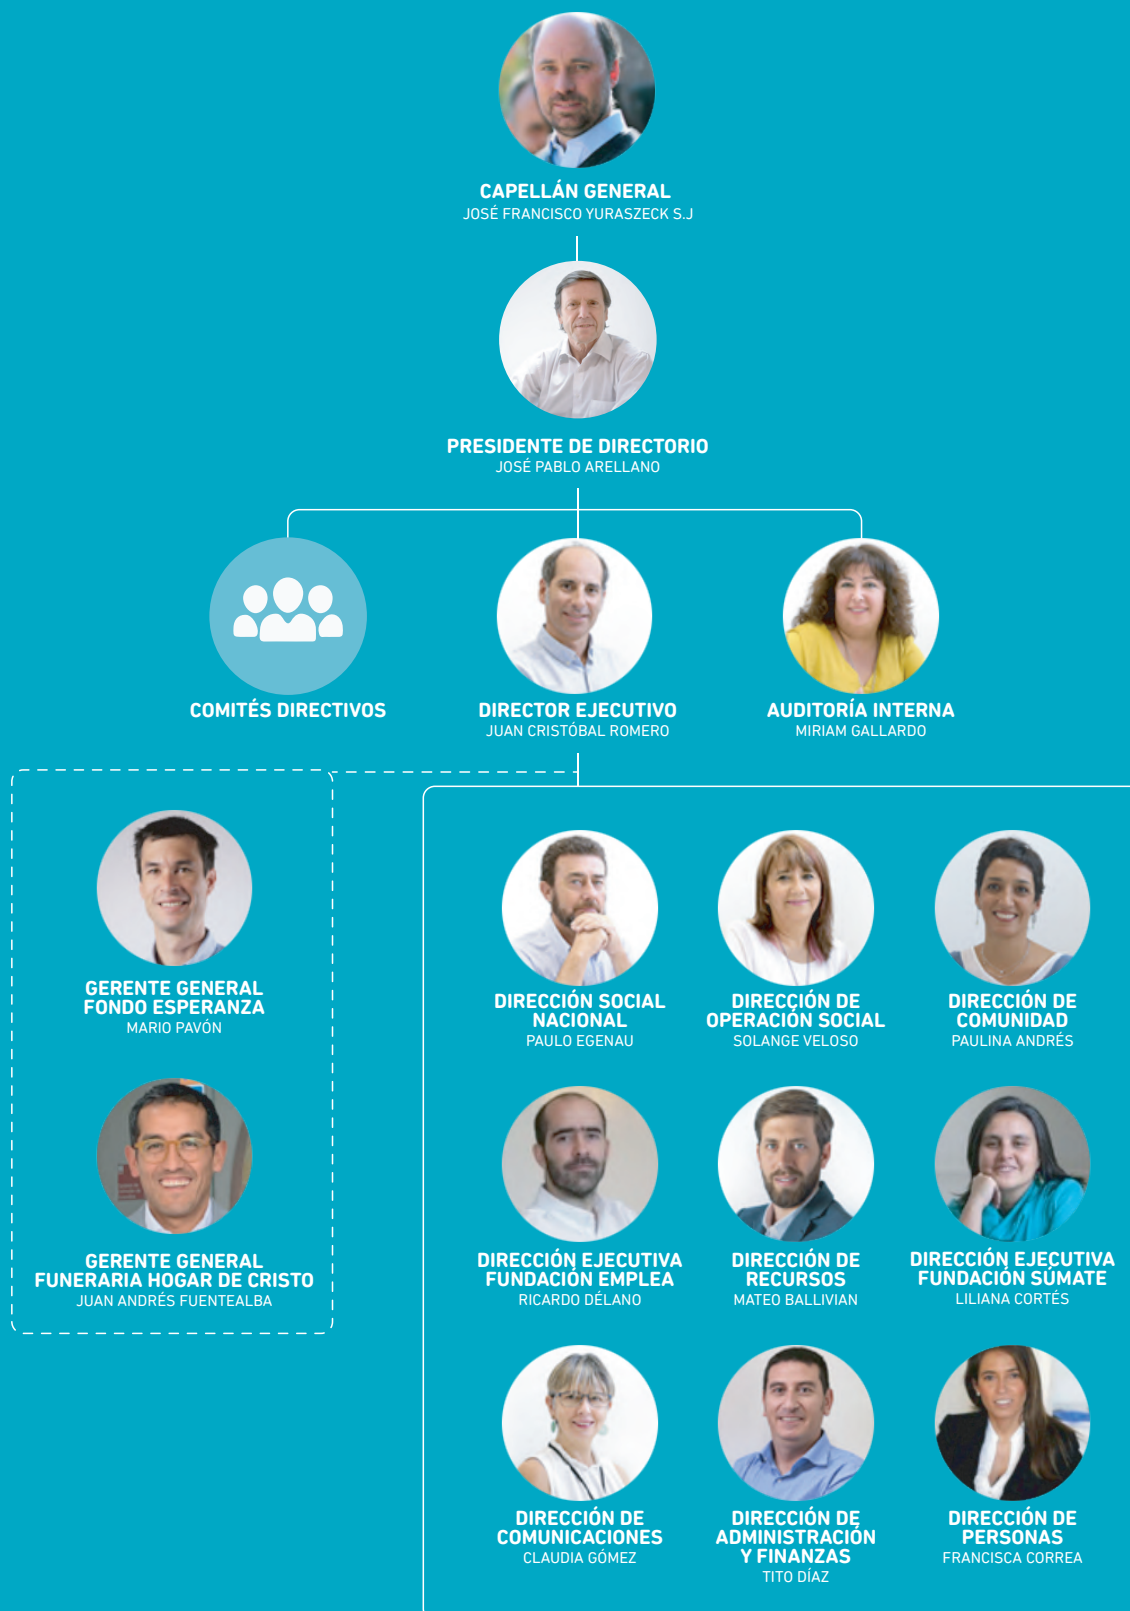 CAPELLÁN GENERAL
JOSÉ FRANCISCO YURASZECK S.J
PRESIDENTE DE DIRECTORIO
JOSÉ PABLO ARELLANO
COMITÉS DIRECTIVOS
DIRECTOR EJECUTIVO
JUAN CRISTÓBAL ROMERO
AUDITORÍA INTERNA
MIRIAM GALLARDO
GERENTE GENERAL
FONDO ESPERANZA
MARIO PAVÓN
GERENTE GENERAL
FUNERARIA HOGAR DE CRISTO
JUAN ANDRÉS FUENTEALBA
DIRECCIÓN SOCIAL
NACIONAL
PAULO EGENAU
DIRECCIÓN DE
OPERACIÓN SOCIAL
SOLANGE VELOSO
DIRECCIÓN DE
COMUNIDAD
PAULINA ANDRÉS
DIRECCIÓN EJECUTIVA
FUNDACIÓN EMPLEA
RICARDO DÉLANO
DIRECCIÓN DE
RECURSOS
MATEO BALLIVIAN
DIRECCIÓN EJECUTIVA
FUNDACIÓN SÚMATE
LILIANA CORTÉS
DIRECCIÓN DE
COMUNICACIONES
CLAUDIA GÓMEZ
DIRECCIÓN DE
ADMINISTRACIÓN
Y FINANZAS
TITO DÍAZ
DIRECCIÓN DE
PERSONAS
FRANCISCA CORREA